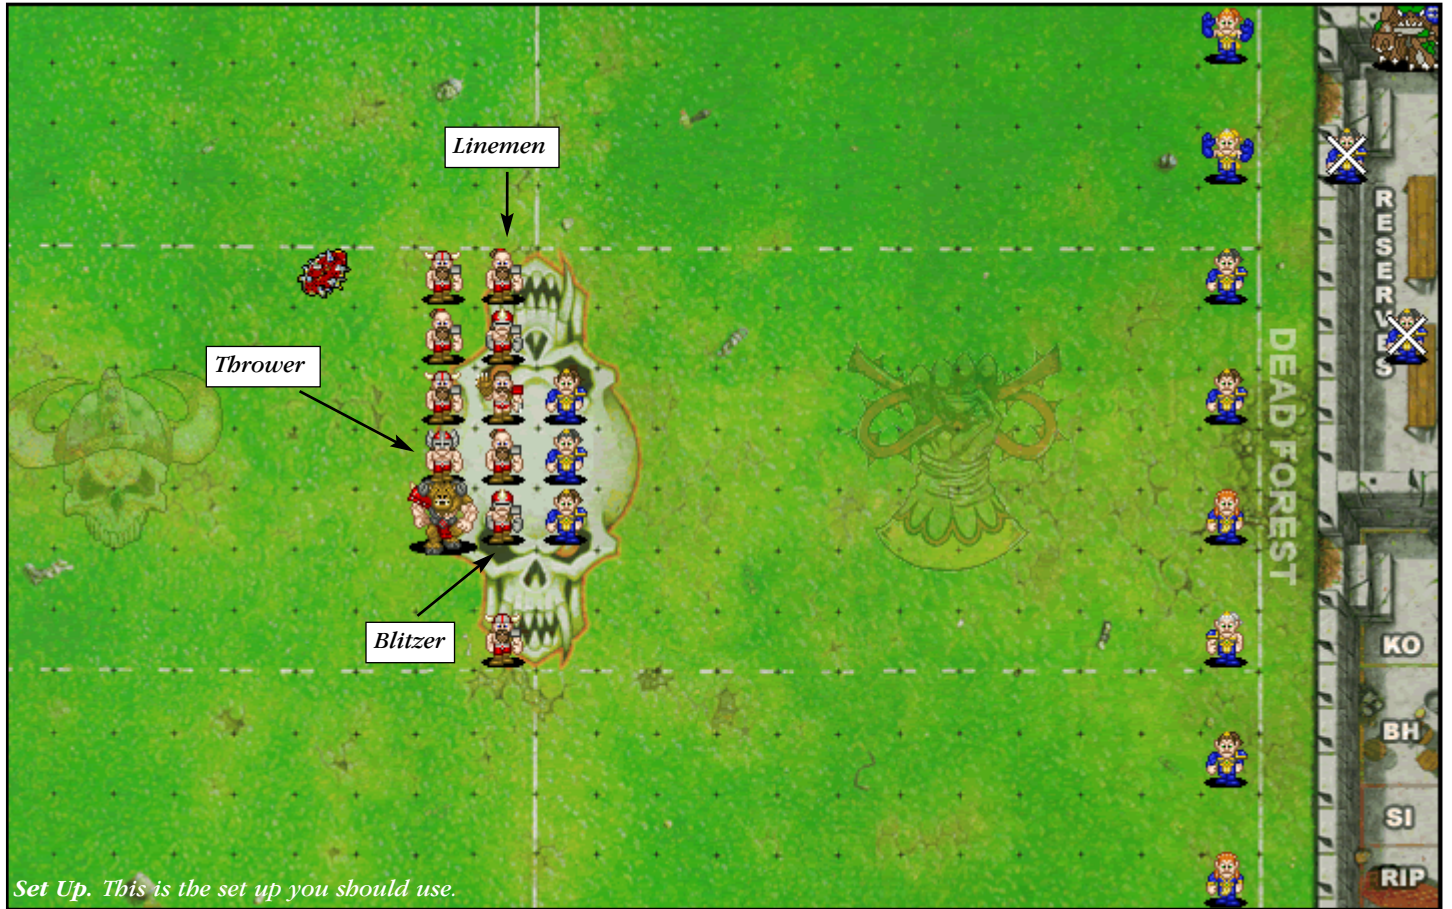 Linemen
Thrower
Blitzer
DEAD FOREST
RESERVES
KO
BH
SI
RIP
Set Up. This is the set up you should use.